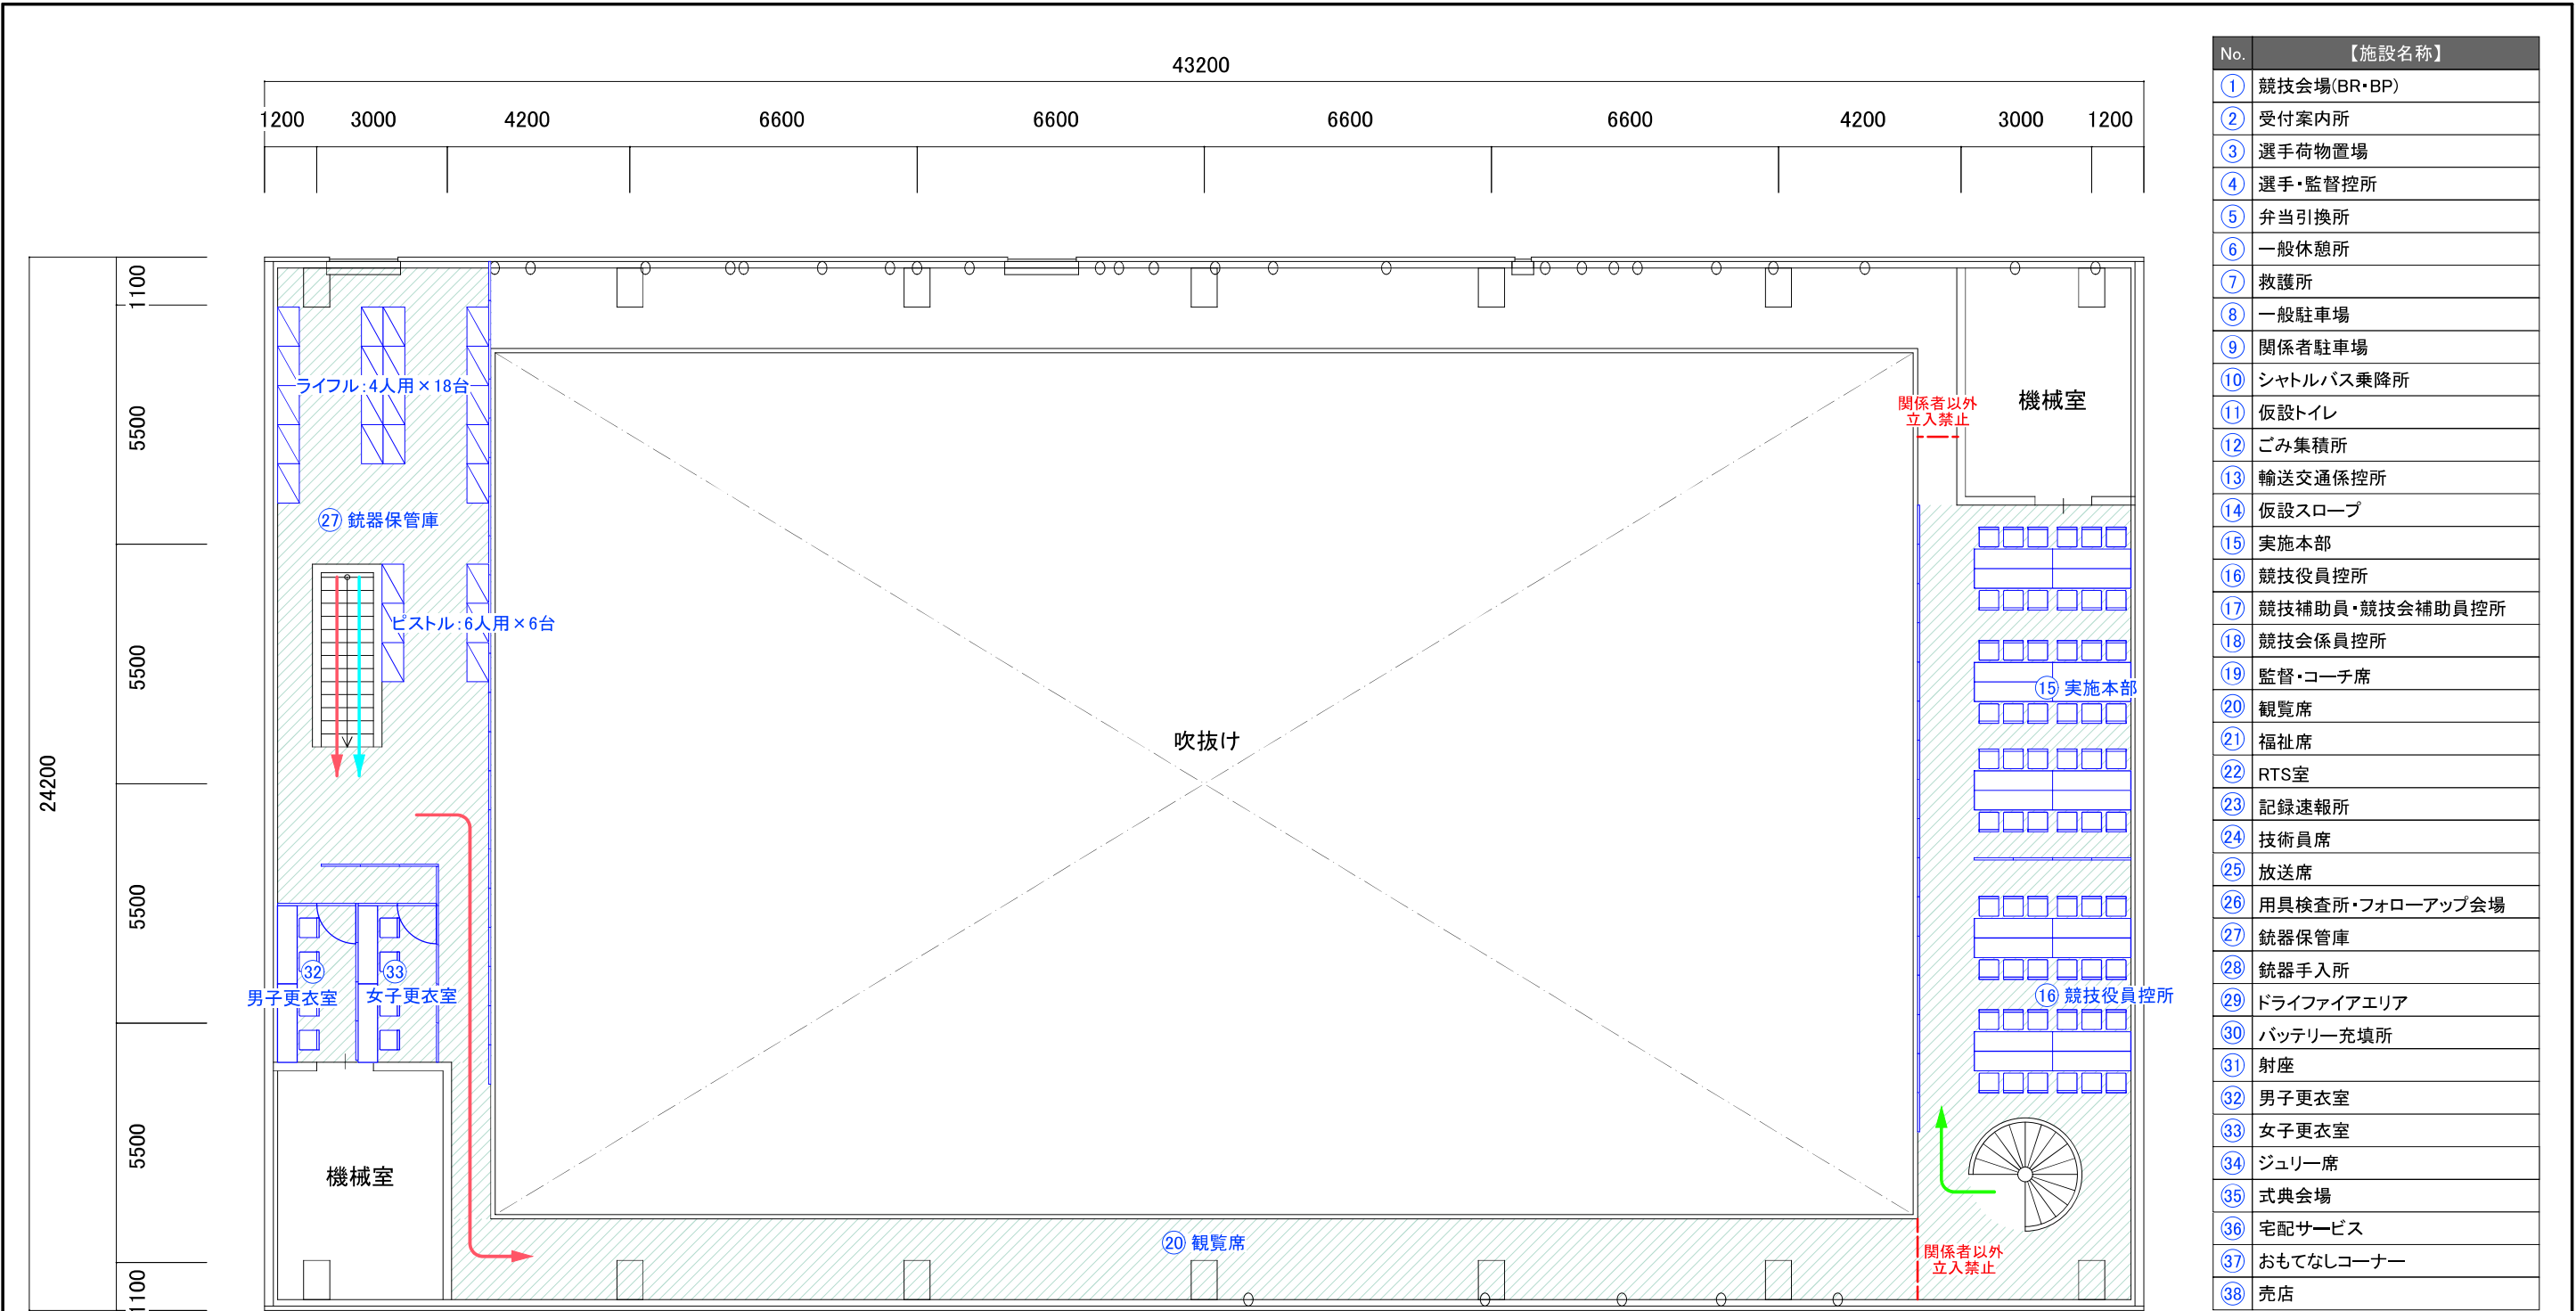 43200
1200 3000 4200 6600 6600 6600 6600 4200 3000 1200
24200
1100
5500
5500
5500
5500
1100
ライフル:4人用×18台
㉗ 銃器保管庫
ピストル:6人用×6台
㉜
男子更衣室
㉝
女子更衣室
機械室
吹抜け
⑳ 観覧席
関係者以外
立入禁止
機械室
⑮ 実施本部
⑯ 競技役員控所
関係者以外
立入禁止
No. 【施設名称】
① 競技会場(BR・BP)
② 受付案内所
③ 選手荷物置場
④ 選手・監督控所
⑤ 弁当引換所
⑥ 一般休憩所
⑦ 救護所
⑧ 一般駐車場
⑨ 関係者駐車場
⑩ シャトルバス乗降所
⑪ 仮設トイレ
⑫ ごみ集積所
⑬ 輸送交通係控所
⑭ 仮設スロープ
⑮ 実施本部
⑯ 競技役員控所
⑰ 競技補助員・競技会補助員控所
⑱ 競技会係員控所
⑲ 監督・コーチ席
⑳ 観覧席
㉑ 福祉席
㉒ RTS室
㉓ 記録速報所
㉔ 技術員席
㉕ 放送席
㉖ 用具検査所・フォローアップ会場
㉗ 銃器保管庫
㉘ 銃器手入所
㉙ ドライファイアエリア
㉚ バッテリー充填所
㉛ 射座
㉜ 男子更衣室
㉝ 女子更衣室
㉞ ジュリー席
㉟ 式典会場
㊱ 宅配サービス
㊲ おもてなしコーナー
㊳ 売店